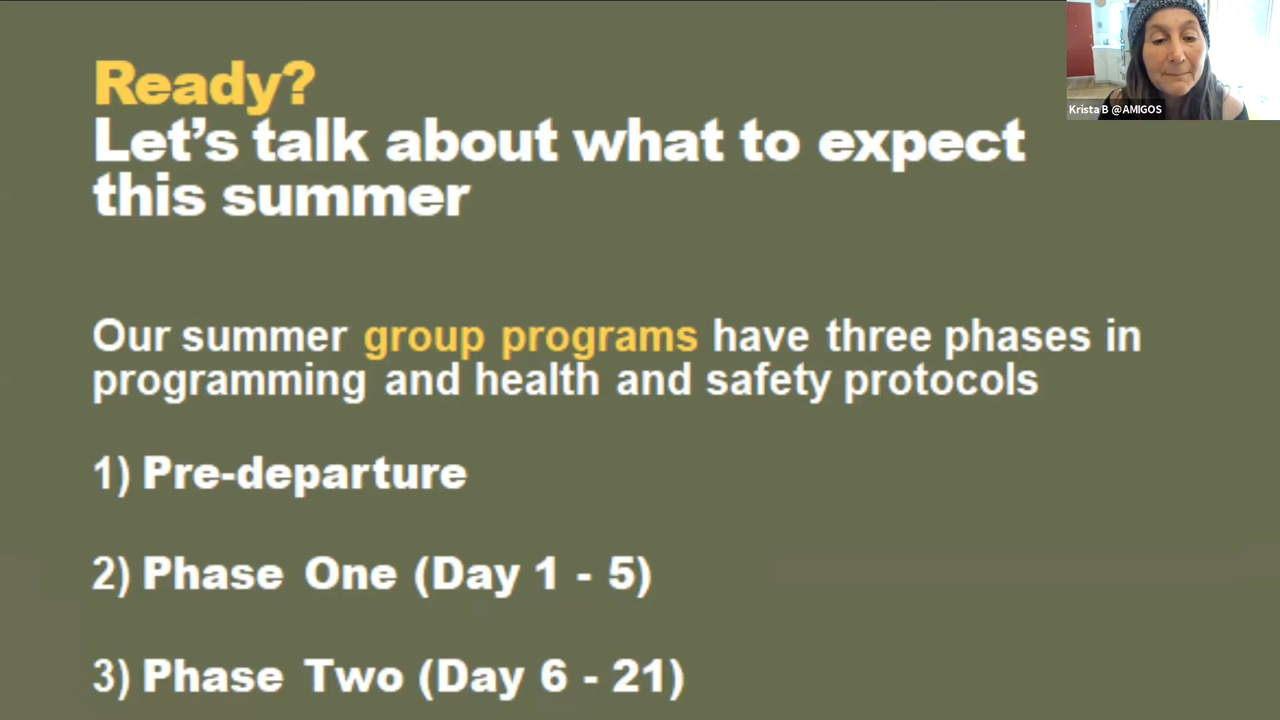 Ready?
Let's talk about what to expect
this summer
Our summer group programs have three phases in
programming and health and safety protocols
1) Pre-departure
2) Phase One (Day 1 - 5)
3) Phase Two (Day 6 - 21)
Krista B @AMIGOS